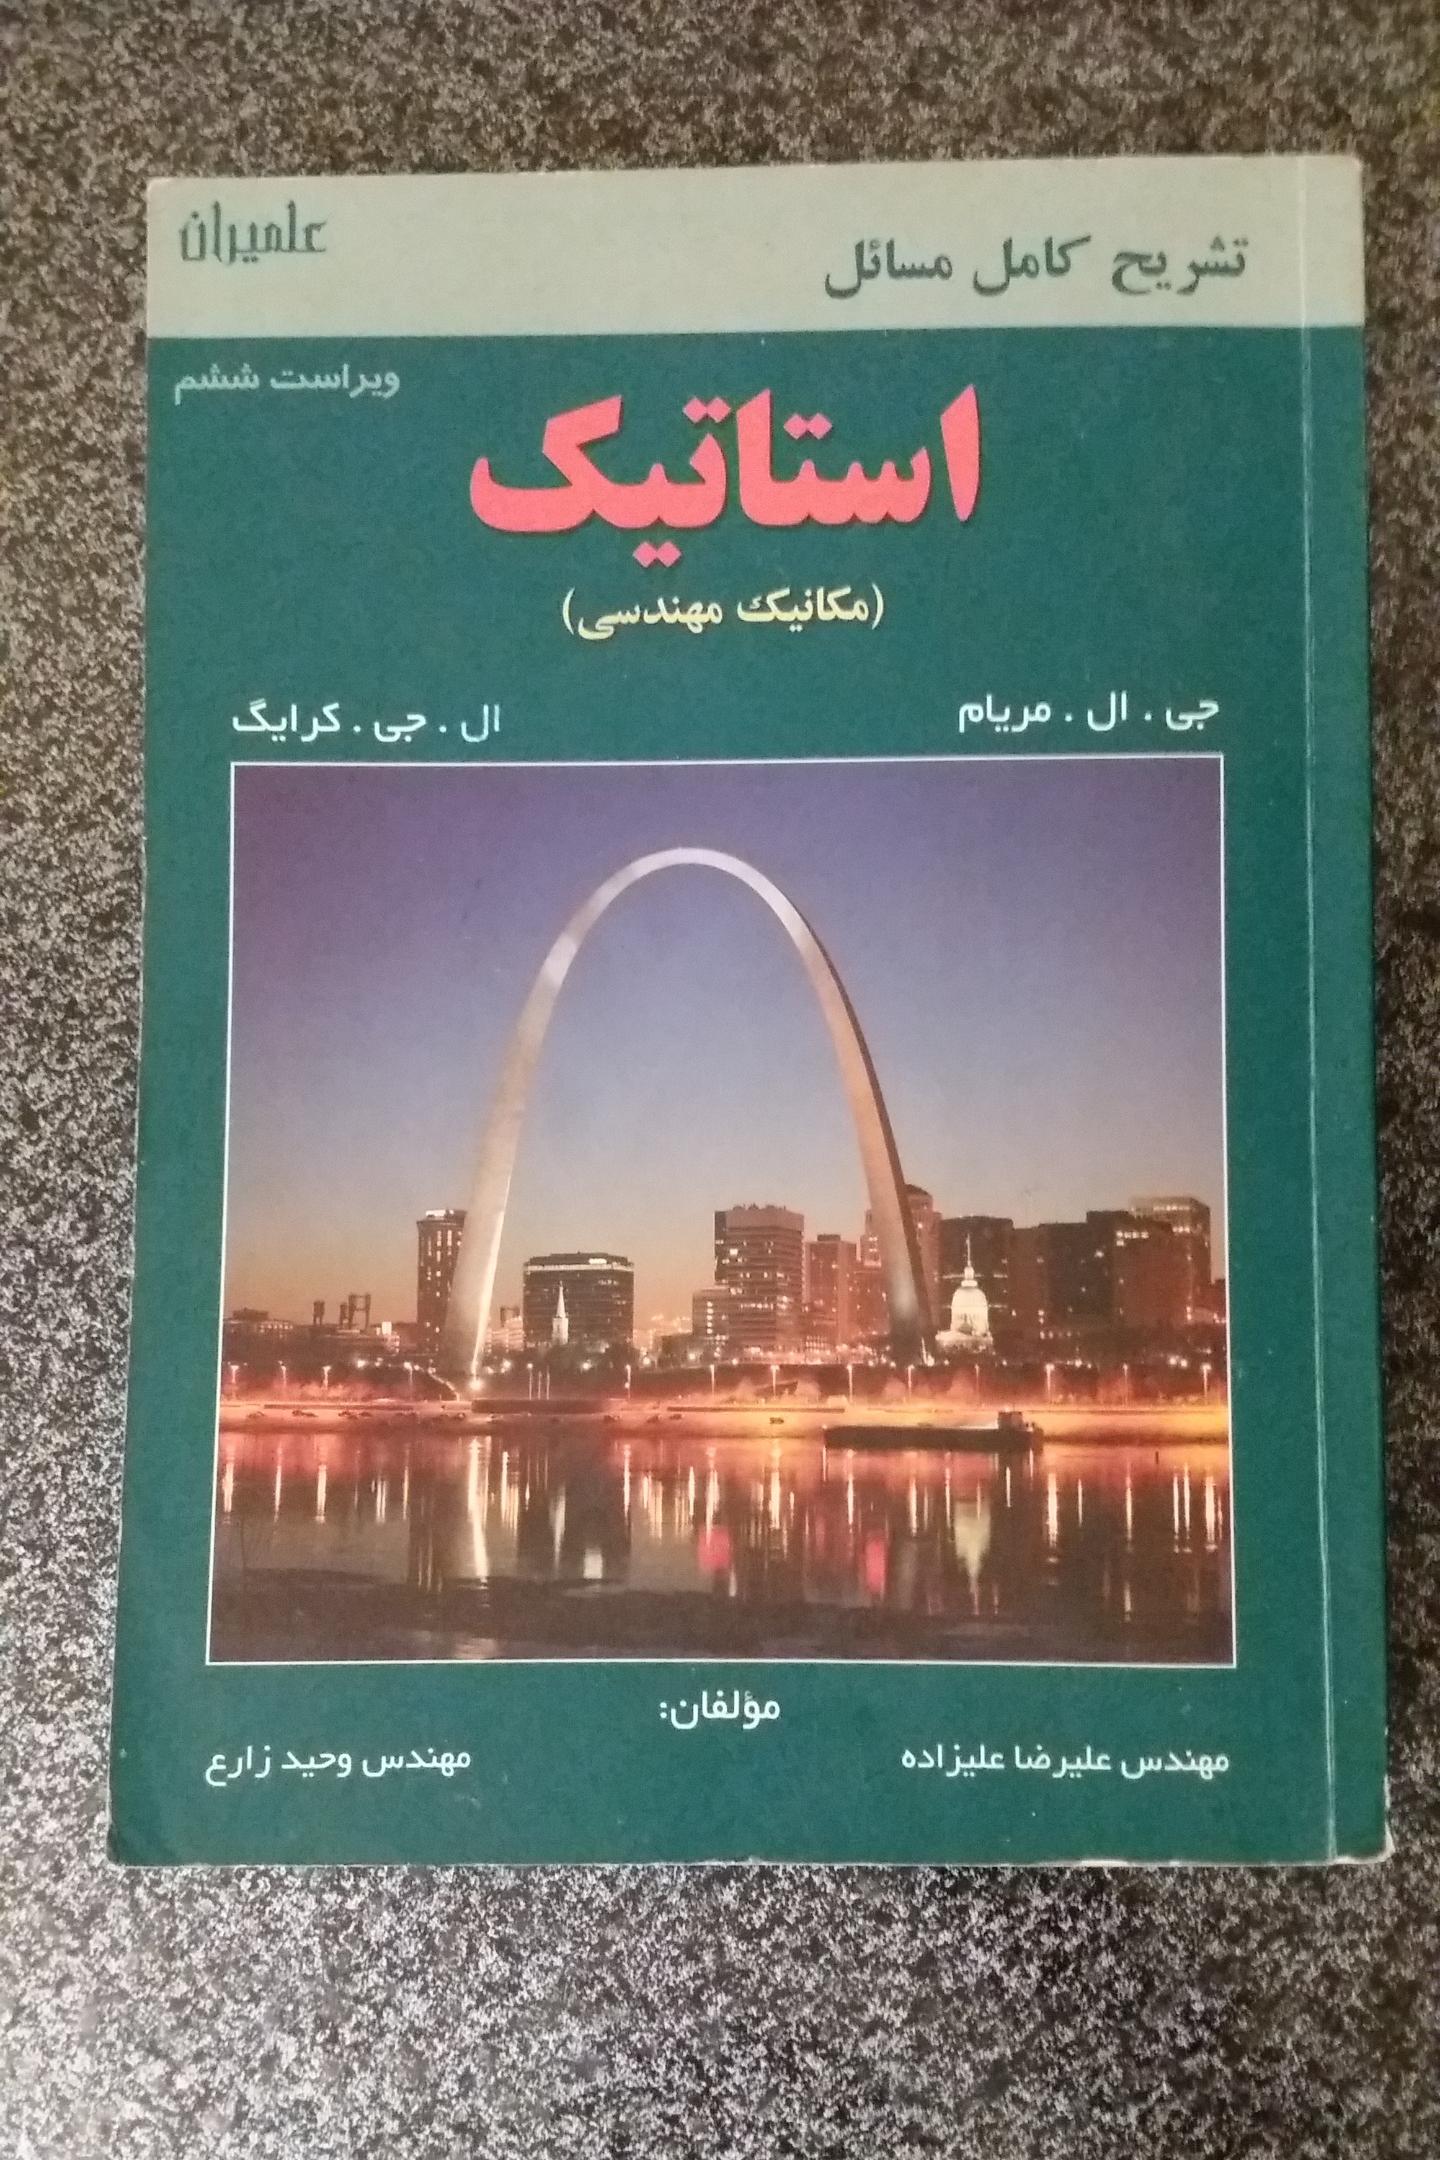 علمیران
تشریح کامل مسائل
ویراست ششم
استاتیک
(مکانیک مهندسی)
جی . ال . مریام
ال . جی . کرایگ
مؤلفان:
مهندس علیرضا علیزاده
مهندس وحید زارع